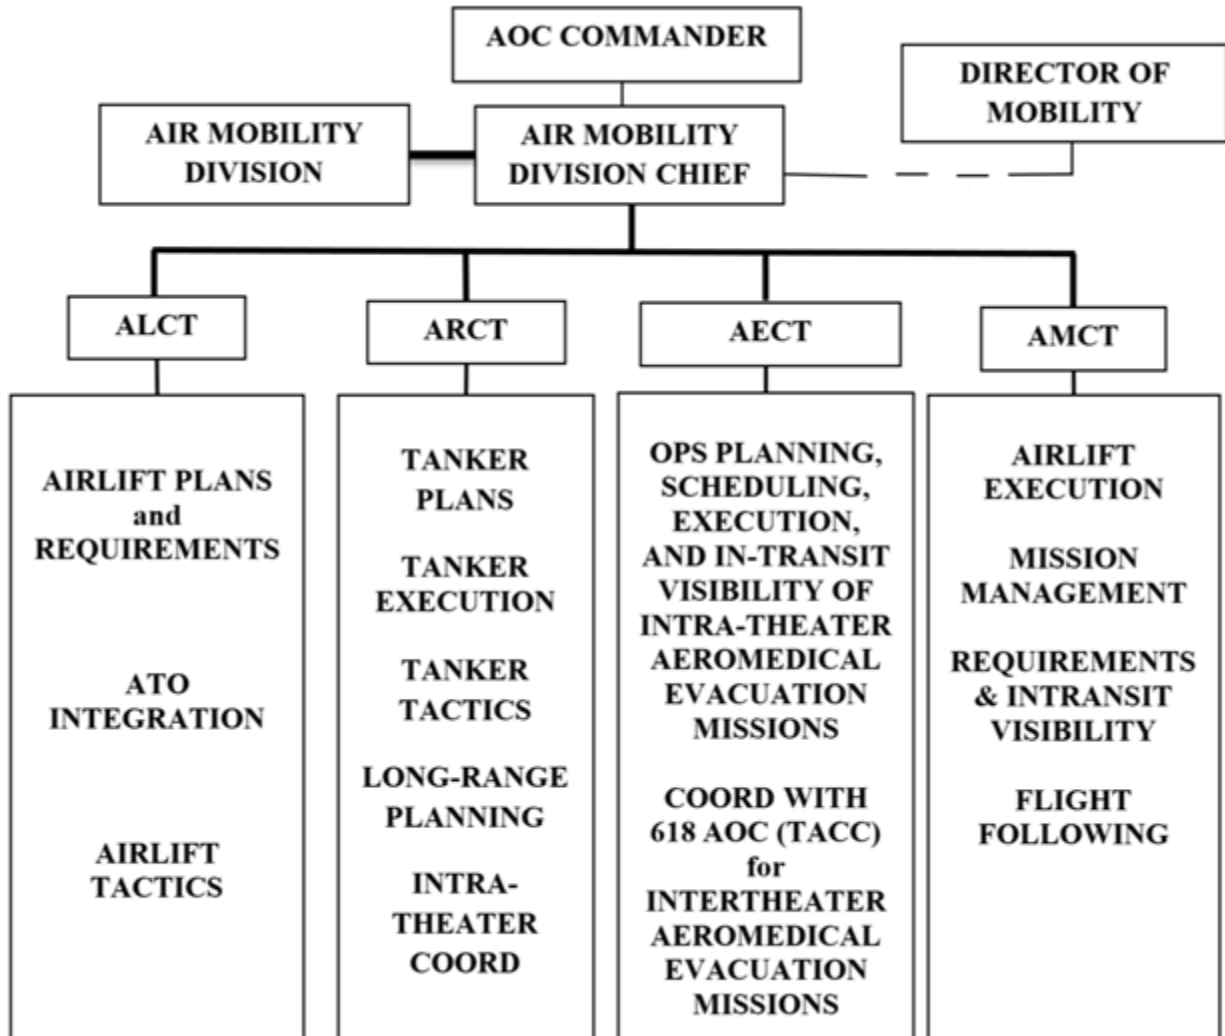 AOC COMMANDER
DIRECTOR OF
MOBILITY
AIR MOBILITY
DIVISION
AIR MOBILITY
DIVISION CHIEF
ALCT
ARCT
AECT
AMCT
AIRLIFT PLANS
and
REQUIREMENTS
ATO
INTEGRATION
AIRLIFT
TACTICS
TANKER
PLANS
TANKER
EXECUTION
TANKER
TACTICS
LONG-RANGE
PLANNING
INTRA-
THEATER
COORD
OPS PLANNING,
SCHEDULING,
EXECUTION,
AND IN-TRANSIT
VISIBILITY OF
INTRA-THEATER
AEROMEDICAL
EVACUATION
MISSIONS
COORD WITH
618 AOC (TACC)
for
INTERTHEATER
AEROMEDICAL
EVACUATION
MISSIONS
AIRLIFT
EXECUTION
MISSION
MANAGEMENT
REQUIREMENTS
& INTRANSIT
VISIBILITY
FLIGHT
FOLLOWING